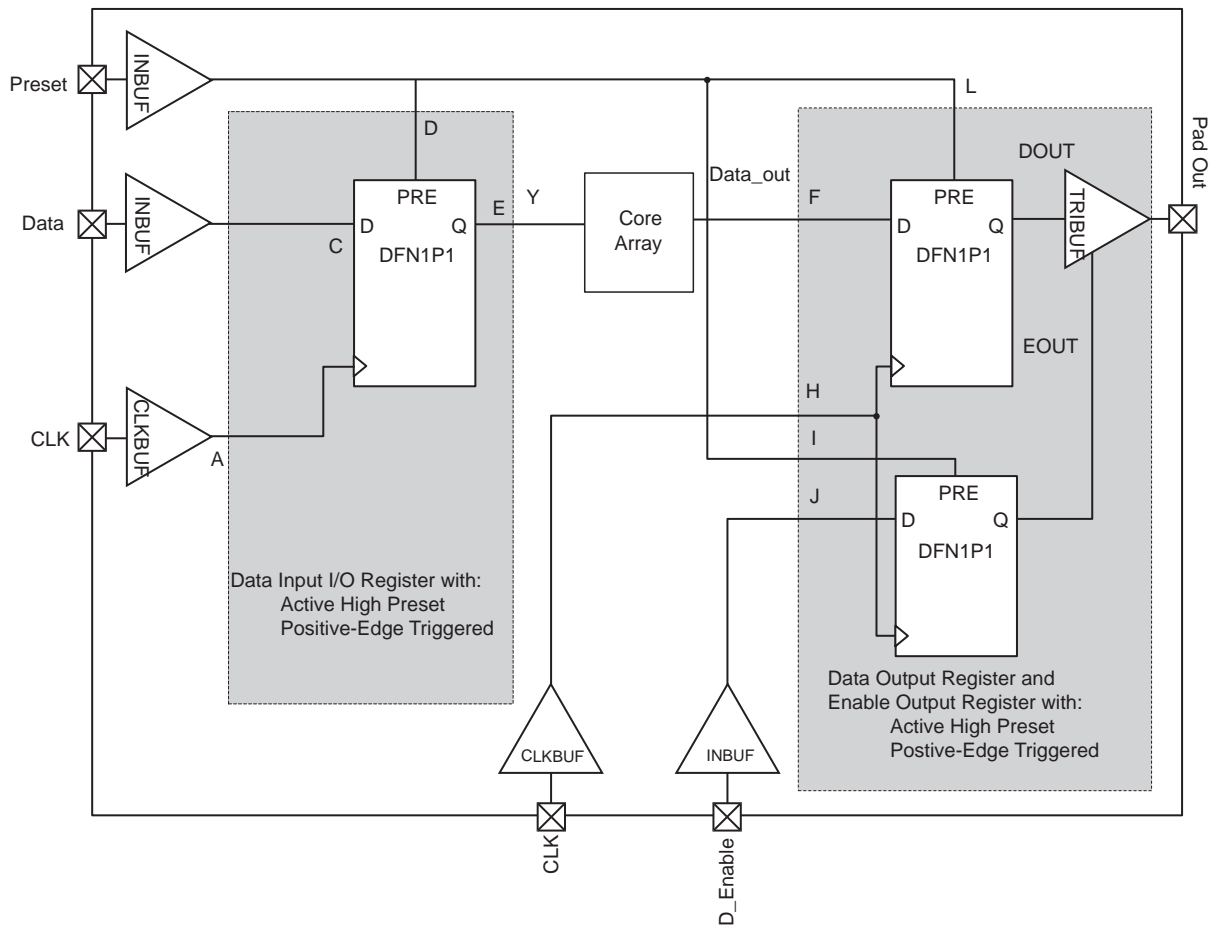 Preset
INBUF
L
D
Pad Out
DOUT
PRE
PRE
Data_out
TRIBUF
Data
INBUF
E
Y
Core
Array
F
C
D
Q
DFN1P1
D
Q
DFN1P1
EOUT
H
CLK
CLKBUF
A
I
PRE
J
D
Q
DFN1P1
Data Input I/O Register with:
Active High Preset
Positive-Edge Triggered
Data Output Register and
Enable Output Register with:
Active High Preset
Postive-Edge Triggered
CLKBUF
INBUF
CLK
D_Enable